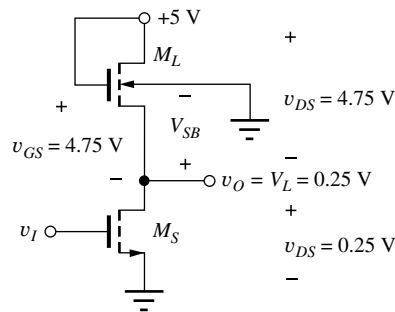 +5 V
+
M_L
−
v_DS = 4.75 V
+
V_SB
v_GS = 4.75 V
−
−
+
v_O = V_L = 0.25 V
+
v_I
M_S
v_DS = 0.25 V
−